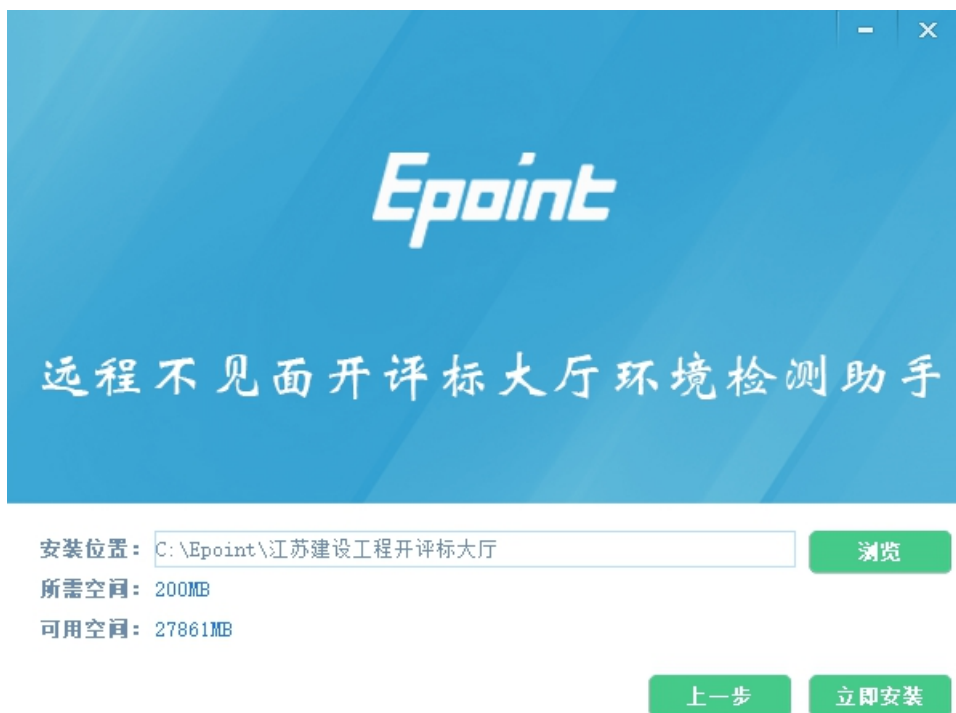 Epoint
远程不见面开评标大厅环境检测助手
安装位置： C:\Epoint\江苏建设工程开评标大厅 浏览
所需空间： 200MB
可用空间： 27861MB
上一步 立即安装